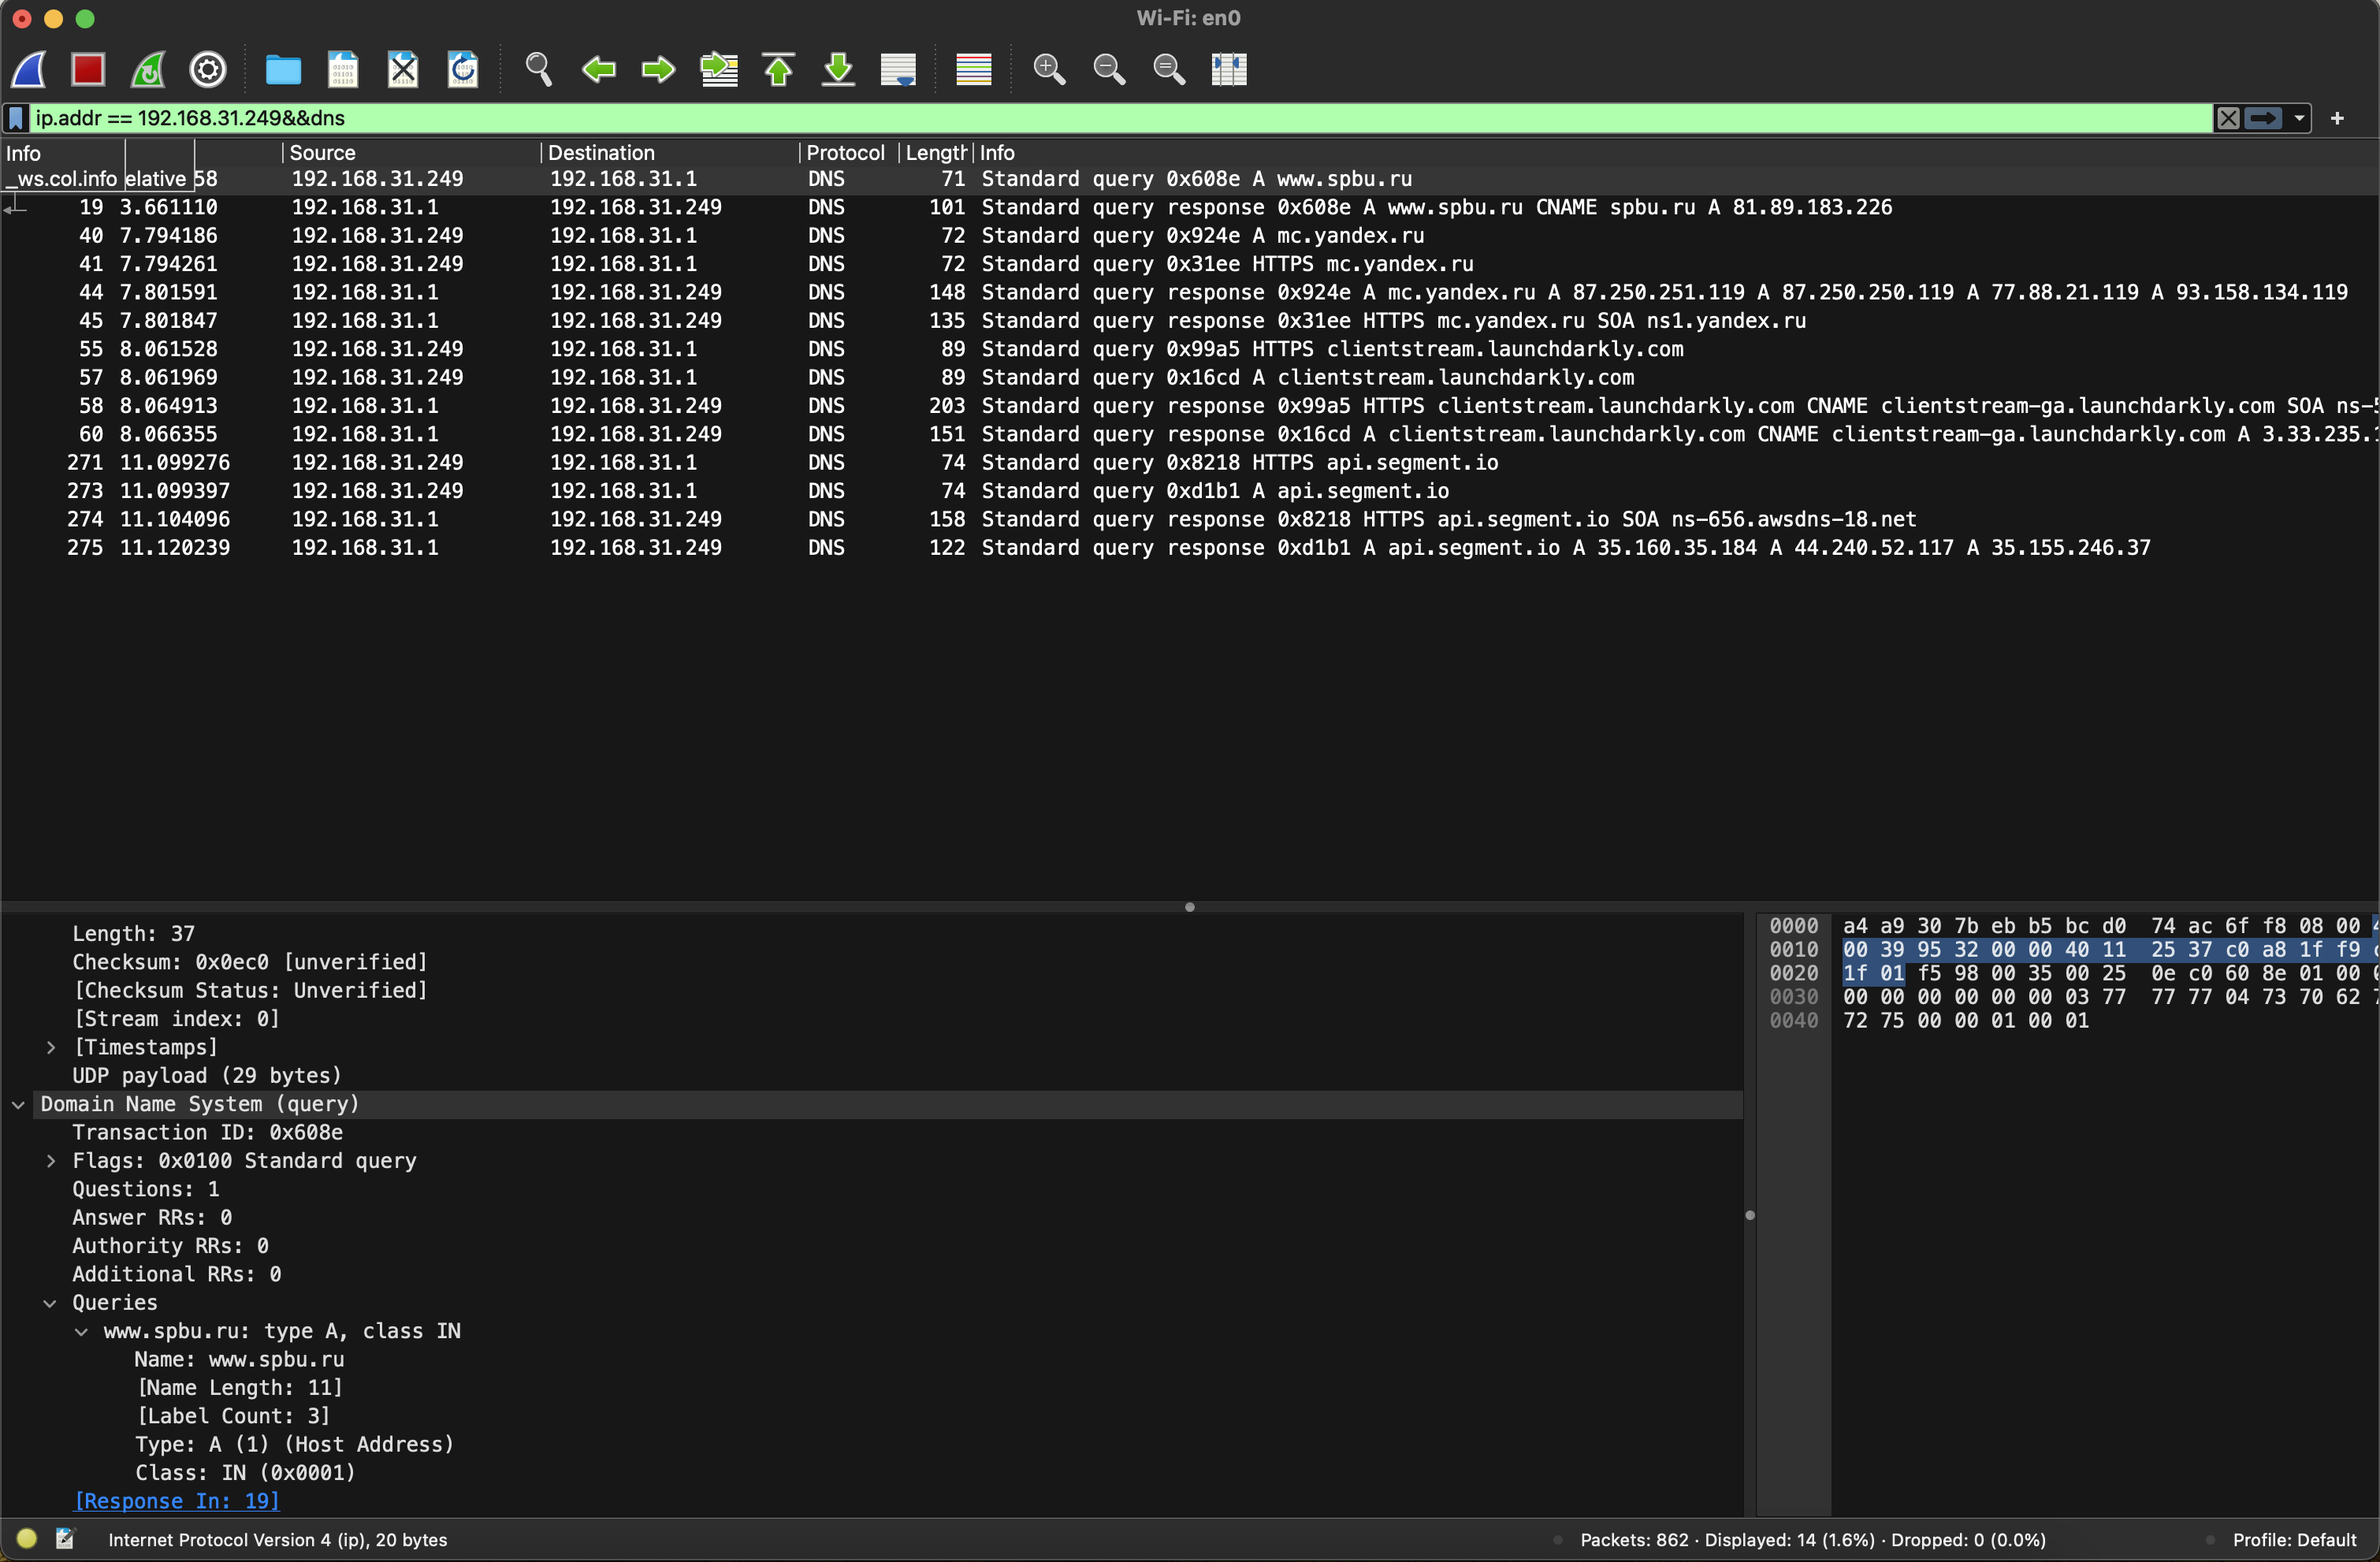 Wi-Fi: en0
ip.addr == 192.168.31.249&&dns
Info Source Destination Protocol Length Info
_ws.col.info elative 58 192.168.31.249 192.168.31.1 DNS 71 Standard query 0x608e A www.spbu.ru
19 3.661110 192.168.31.1 192.168.31.249 DNS 101 Standard query response 0x608e A www.spbu.ru CNAME spbu.ru A 81.89.183.226
40 7.794186 192.168.31.249 192.168.31.1 DNS 72 Standard query 0x924e A mc.yandex.ru
41 7.794261 192.168.31.249 192.168.31.1 DNS 72 Standard query 0x31ee HTTPS mc.yandex.ru
44 7.801591 192.168.31.1 192.168.31.249 DNS 148 Standard query response 0x924e A mc.yandex.ru A 87.250.251.119 A 87.250.250.119 A 77.88.21.119 A 93.158.134.119
45 7.801847 192.168.31.1 192.168.31.249 DNS 135 Standard query response 0x31ee HTTPS mc.yandex.ru SOA ns1.yandex.ru
55 8.061528 192.168.31.249 192.168.31.1 DNS 89 Standard query 0x99a5 HTTPS clientstream.launchdarkly.com
57 8.061969 192.168.31.249 192.168.31.1 DNS 89 Standard query 0x16cd A clientstream.launchdarkly.com
58 8.064913 192.168.31.1 192.168.31.249 DNS 203 Standard query response 0x99a5 HTTPS clientstream.launchdarkly.com CNAME clientstream-ga.launchdarkly.com SOA
60 8.066355 192.168.31.1 192.168.31.249 DNS 151 Standard query response 0x16cd A clientstream.launchdarkly.com CNAME clientstream-ga.launchdarkly.com A
271 11.099276 192.168.31.249 192.168.31.1 DNS 74 Standard query 0x8218 HTTPS api.segment.io
273 11.099397 192.168.31.249 192.168.31.1 DNS 74 Standard query 0xd1b1 A api.segment.io
274 11.104096 192.168.31.1 192.168.31.249 DNS 158 Standard query response 0x8218 HTTPS api.segment.io SOA ns-656.awsdns-18.net
275 11.120239 192.168.31.1 192.168.31.249 DNS 122 Standard query response 0xd1b1 A api.segment.io A 35.160.35.184 A 44.240.52.117 A 35.155.246.37
Length: 37
Checksum: 0x0ec0 [unverified]
[Checksum Status: Unverified]
[Stream index: 0]
[Timestamps]
UDP payload (29 bytes)
Domain Name System (query)
Transaction ID: 0x608e
Flags: 0x0100 Standard query
Questions: 1
Answer RRs: 0
Authority RRs: 0
Additional RRs: 0
Queries
www.spbu.ru: type A, class IN
Name: www.spbu.ru
[Name Length: 11]
[Label Count: 3]
Type: A (1) (Host Address)
Class: IN (0x0001)
[Response In: 19]
0000 a4 a9 30 7b eb b5 bc d0 74 ac 6f f8 08 00
0010 00 39 95 32 00 00 40 11 25 37 c0 a8 1f f9
0020 1f 01 f5 98 00 35 00 25 0e c0 60 8e 01 00
0030 00 00 00 00 00 00 03 77 77 77 04 73 70 62
0040 72 75 00 00 01 00 01
Internet Protocol Version 4 (ip), 20 bytes
Packets: 862 · Displayed: 14 (1.6%) · Dropped: 0 (0.0%)
Profile: Default